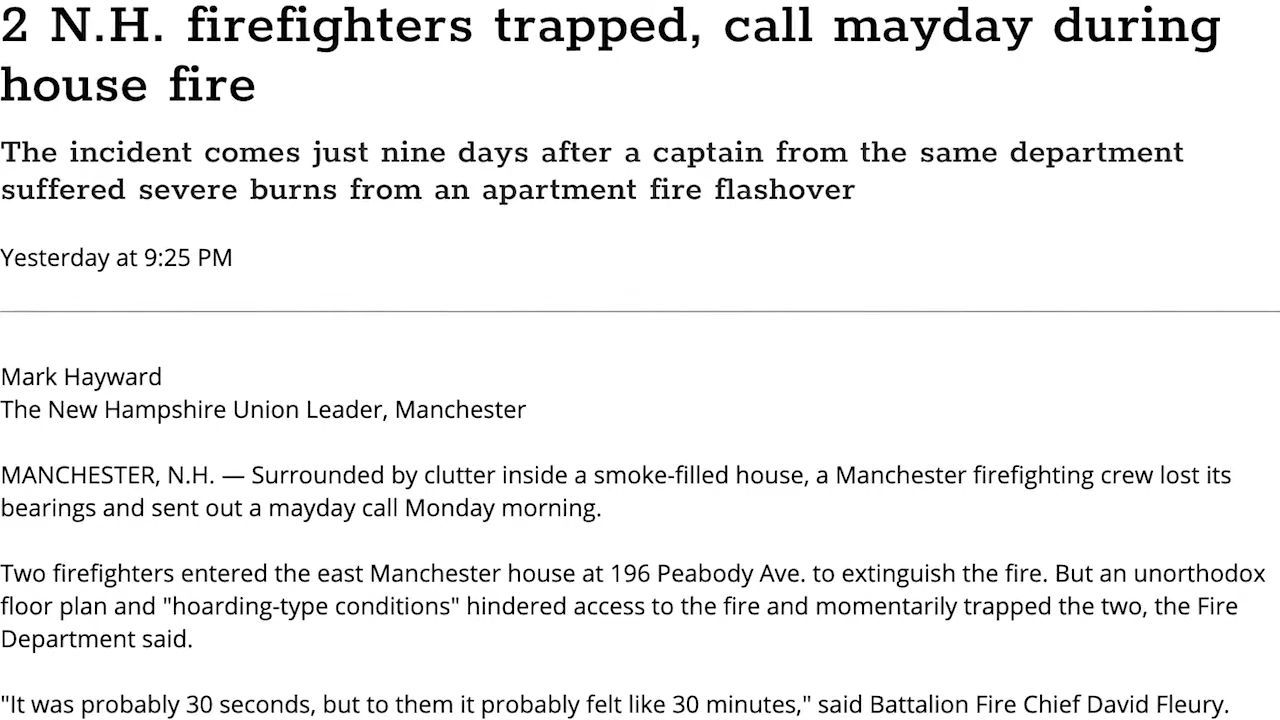 2 N.H. firefighters trapped, call mayday during
house fire
The incident comes just nine days after a captain from the same department
suffered severe burns from an apartment fire flashover
Yesterday at 9:25 PM
Mark Hayward
The New Hampshire Union Leader, Manchester
MANCHESTER, N.H. — Surrounded by clutter inside a smoke-filled house, a Manchester firefighting crew lost its
bearings and sent out a mayday call Monday morning.
Two firefighters entered the east Manchester house at 196 Peabody Ave. to extinguish the fire. But an unorthodox
floor plan and "hoarding-type conditions" hindered access to the fire and momentarily trapped the two, the Fire
Department said.
"It was probably 30 seconds, but to them it probably felt like 30 minutes," said Battalion Fire Chief David Fleury.